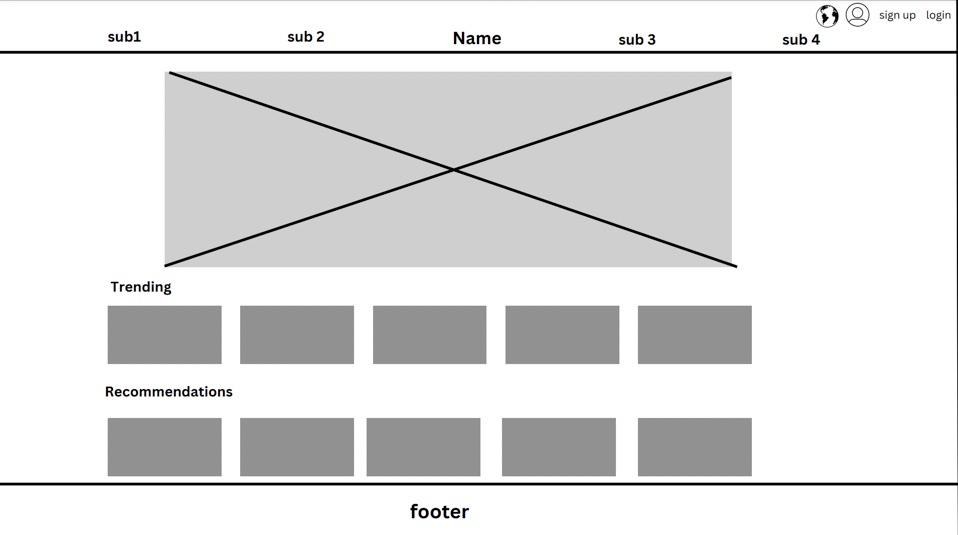 sign up login
sub1 sub 2 Name sub 3 sub 4
Trending
Recommendations
footer